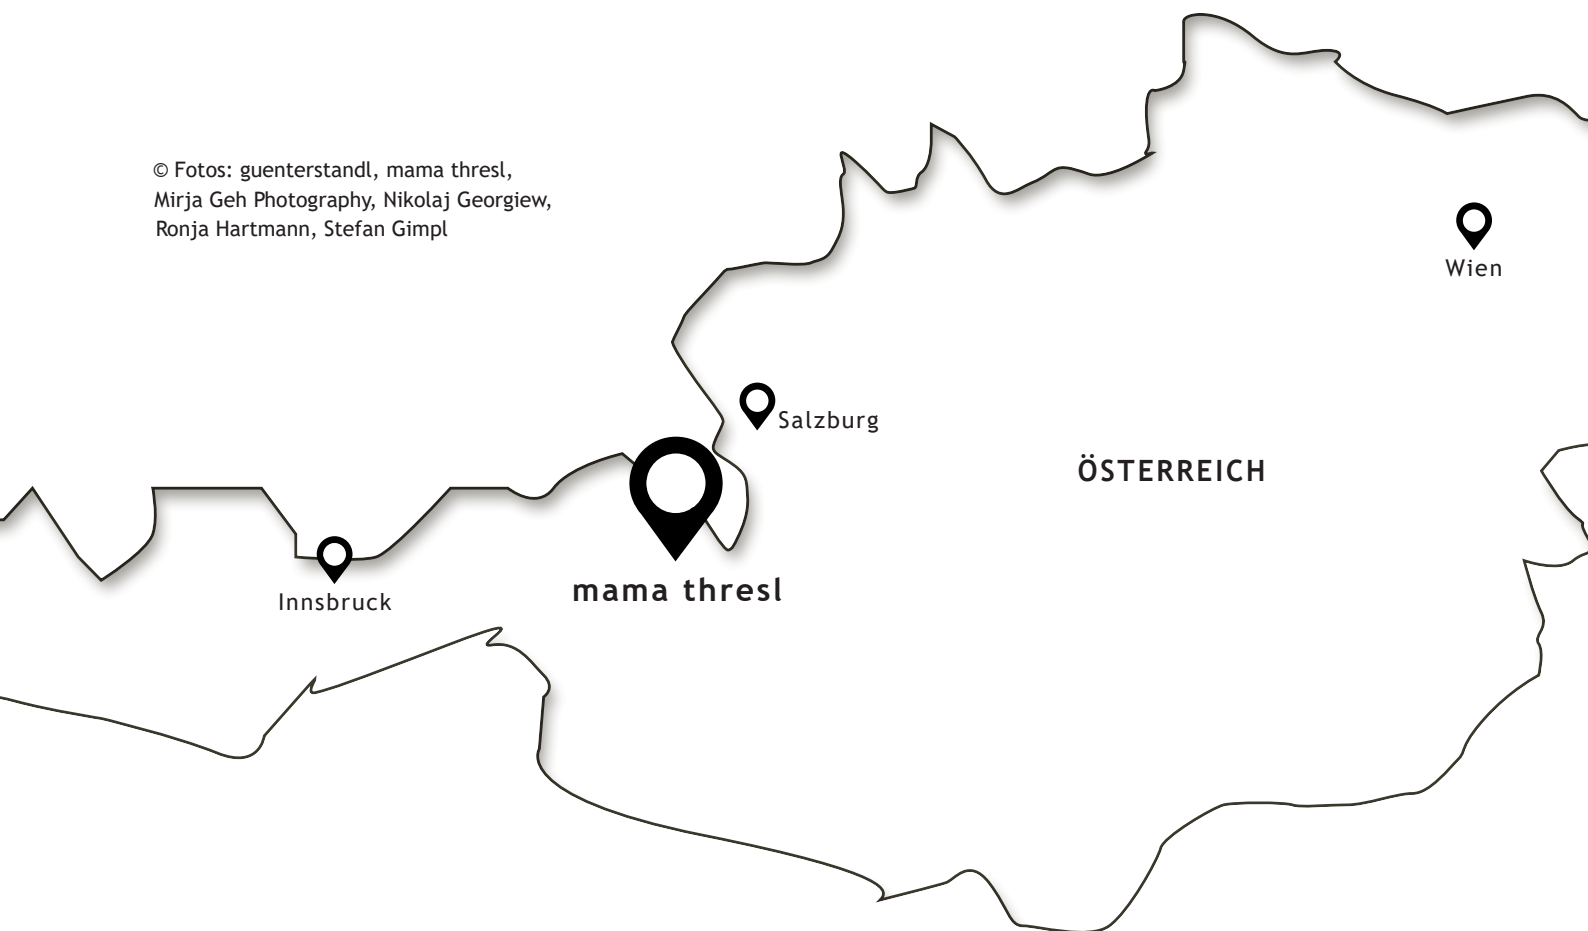 © Fotos: guenterstandl, mama thresl,
Mirja Geh Photography, Nikolaj Georgiew,
Ronja Hartmann, Stefan Gimpl
Wien
Salzburg
ÖSTERREICH
mama thresl
Innsbruck